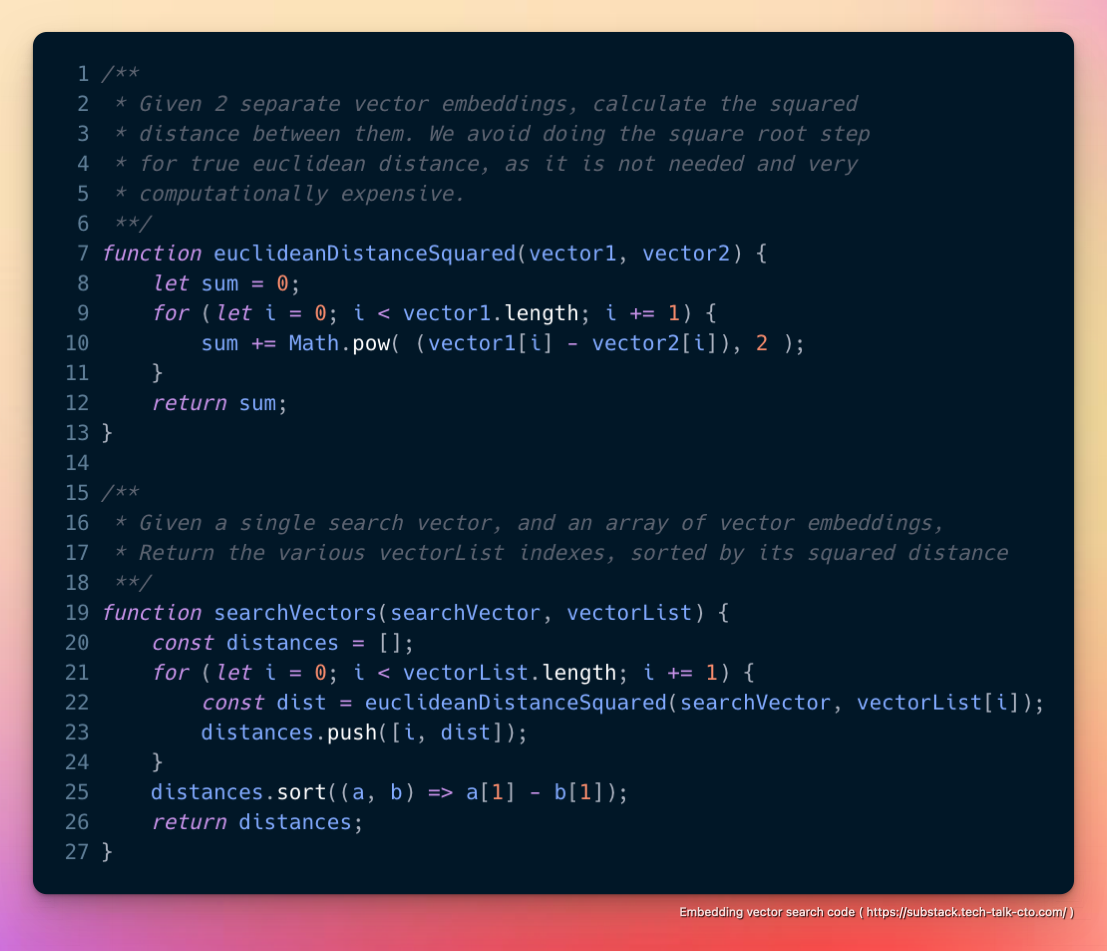 1 /**
2  * Given 2 separate vector embeddings, calculate the squared
3  * distance between them. We avoid doing the square root step
4  * for true euclidean distance, as it is not needed and very
5  * computationally expensive.
6  **/
7 function euclideanDistanceSquared(vector1, vector2) {
8     let sum = 0;
9     for (let i = 0; i < vector1.length; i += 1) {
10         sum += Math.pow( (vector1[i] - vector2[i]), 2 );
11     }
12     return sum;
13 }
14
15 /**
16  * Given a single search vector, and an array of vector embeddings,
17  * Return the various vectorList indexes, sorted by its squared distance
18  **/
19 function searchVectors(searchVector, vectorList) {
20     const distances = [];
21     for (let i = 0; i < vectorList.length; i += 1) {
22         const dist = euclideanDistanceSquared(searchVector, vectorList[i]);
23         distances.push([i, dist]);
24     }
25     distances.sort((a, b) => a[1] - b[1]);
26     return distances;
27 }
Embedding vector search code ( https://substack.tech-talk-cto.com/ )